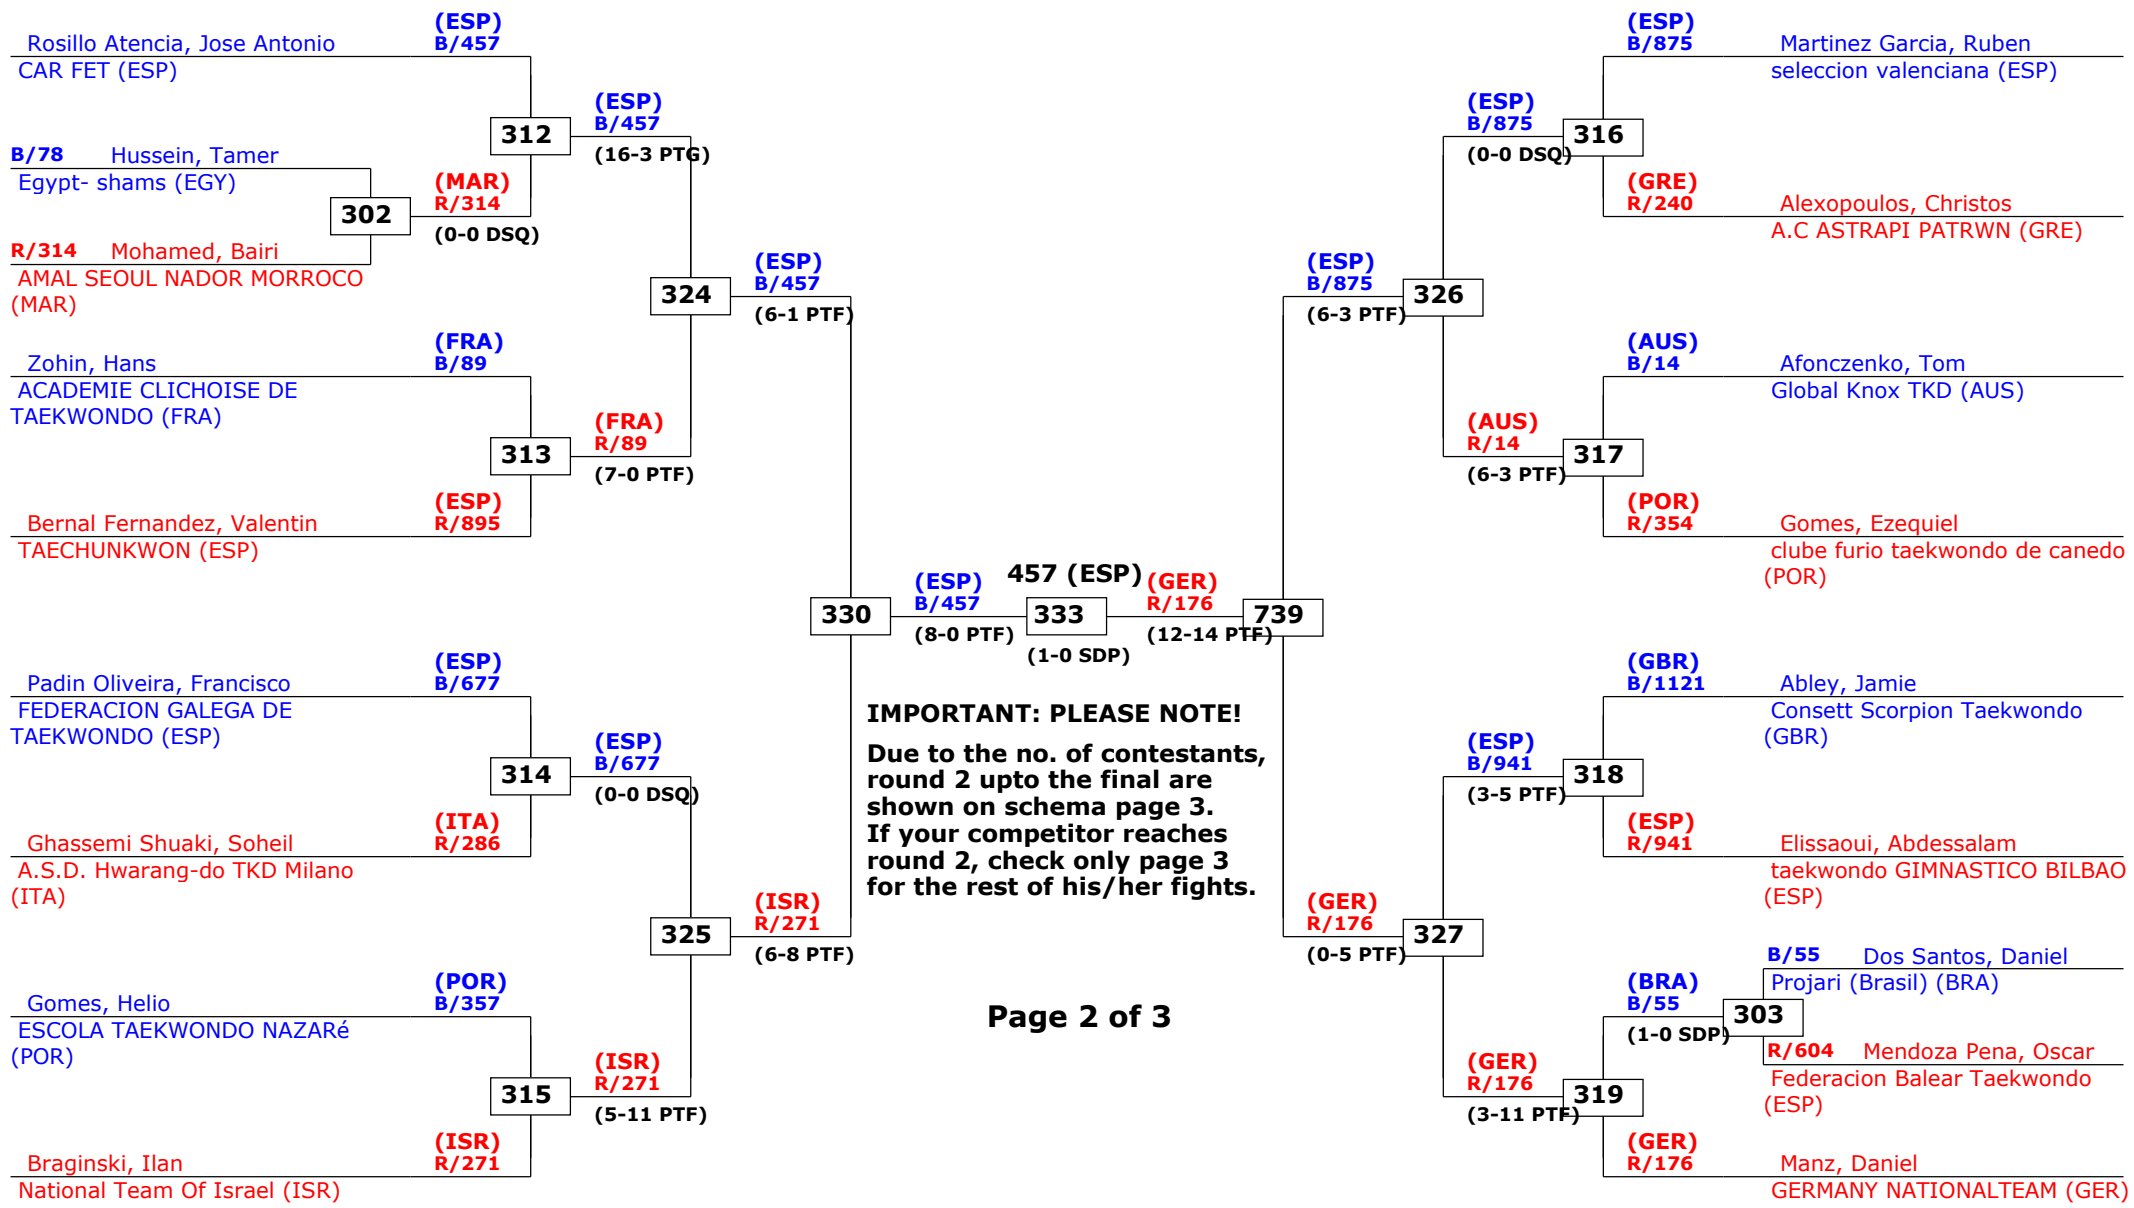 (ESP)
Rosillo Atencia, Jose Antonio B/457
CAR FET (ESP)
(ESP)
B/457
312
(16-3 PTG)
B/78 Hussein, Tamer
Egypt- shams (EGY)
(MAR)
R/314
302
(0-0 DSQ)
R/314 Mohamed, Bairi
AMAL SEOUL NADOR MORROCO
(MAR)
(ESP)
B/457
324
(6-1 PTF)
(FRA)
Zohin, Hans B/89
ACADEMIE CLICHOISE DE
TAEKWONDO (FRA)
(FRA)
R/89
313
(7-0 PTF)
(ESP)
Bernal Fernandez, Valentin R/895
TAECHUNKWON (ESP)
330
(ESP)
B/457
(8-0 PTF)
457 (ESP)
333
(1-0 SDP)
(GER)
R/176
739
(12-14 PTF)
(ESP)
Padin Oliveira, Francisco B/677
FEDERACION GALEGA DE
TAEKWONDO (ESP)
(ESP)
B/677
314
(0-0 DSQ)
(ITA)
Ghassemi Shuaki, Soheil R/286
A.S.D. Hwarang-do TKD Milano
(ITA)
(ISR)
R/271
325
(6-8 PTF)
(POR)
Gomes, Helio B/357
ESCOLA TAEKWONDO NAZARé
(POR)
(ISR)
R/271
315
(5-11 PTF)
(ISR)
Braginski, Ilan R/271
National Team Of Israel (ISR)
IMPORTANT: PLEASE NOTE!
Due to the no. of contestants,
round 2 upto the final are
shown on schema page 3.
If your competitor reaches
round 2, check only page 3
for the rest of his/her fights.
Page 2 of 3
(ESP)
B/875 Martinez Garcia, Ruben
seleccion valenciana (ESP)
(ESP)
B/875
316
(0-0 DSQ)
(GRE)
R/240 Alexopoulos, Christos
A.C ASTRAPI PATRWN (GRE)
(ESP)
B/875
326
(6-3 PTF)
(AUS)
B/14 Afonczenko, Tom
Global Knox TKD (AUS)
(AUS)
R/14
317
(6-3 PTF)
(POR)
R/354 Gomes, Ezequiel
clube furio taekwondo de canedo
(POR)
(GBR)
B/1121 Abley, Jamie
Consett Scorpion Taekwondo
(GBR)
(ESP)
B/941
318
(3-5 PTF)
(ESP)
R/941 Elissaoui, Abdessalam
taekwondo GIMNASTICO BILBAO
(ESP)
(GER)
R/176
327
(0-5 PTF)
B/55 Dos Santos, Daniel
Projari (Brasil) (BRA)
(BRA)
B/55
303
(1-0 SDP)
R/604 Mendoza Pena, Oscar
Federacion Balear Taekwondo
(ESP)
(GER)
R/176
319
(3-11 PTF)
(GER)
R/176 Manz, Daniel
GERMANY NATIONALTEAM (GER)